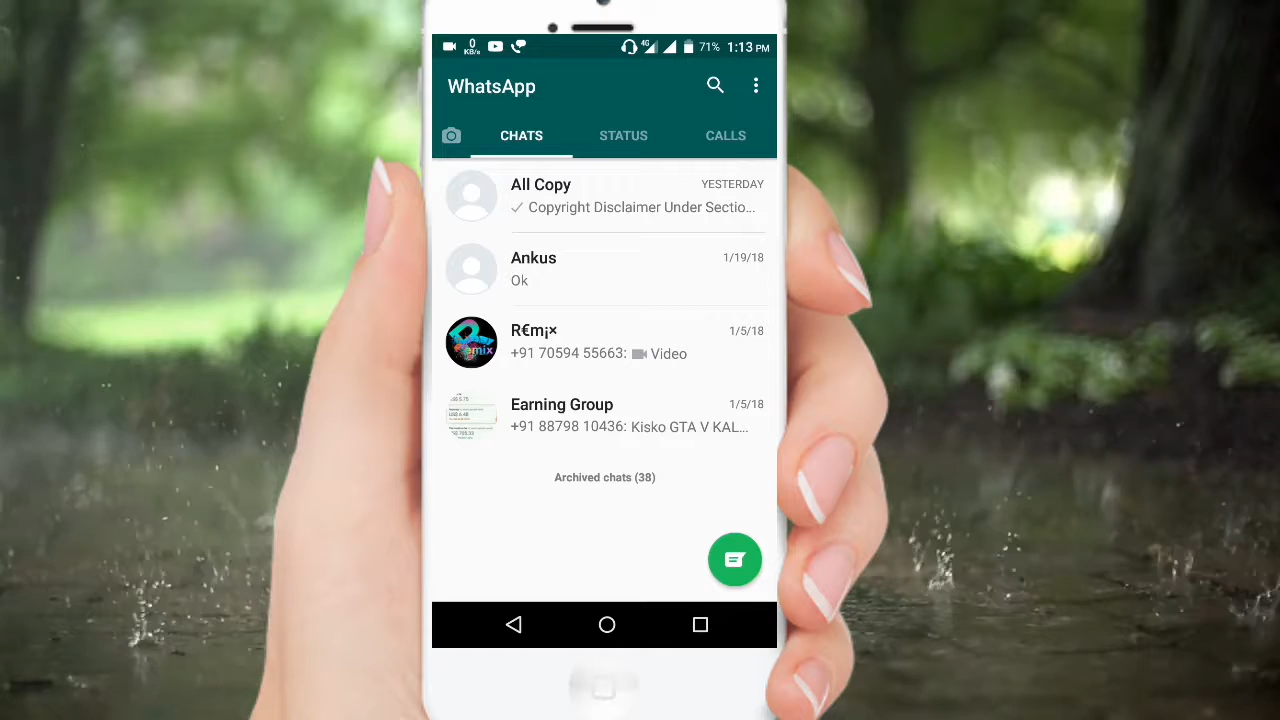 0
KB/s
4G
71%
1:13 PM
WhatsApp
CHATS
STATUS
CALLS
All Copy
YESTERDAY
Copyright Disclaimer Under Sectio...
Ankus
1/19/18
Ok
R€m¡×
1/5/18
+91 70594 55663: Video
emix
Earning Group
1/5/18
+91 88798 10436: Kisko GTA V KAL...
Archived chats (38)